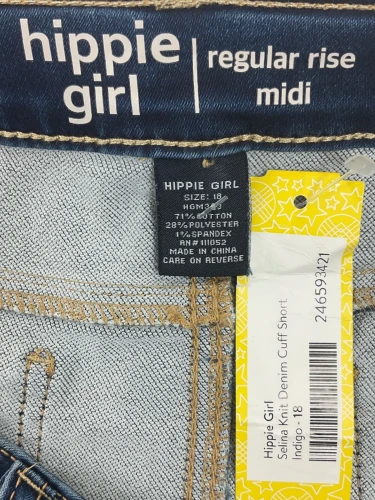 hippie
girl
regular rise
midi
HIPPIE GIRL
SIZE: 18
HGM343
71% COTTON
28% POLYESTER
1% SPANDEX
RN# 111052
MADE IN CHINA
CARE ON REVERSE
246593421
Hippie Girl
Selina Knit Denim Cuff Short
Indigo - 18